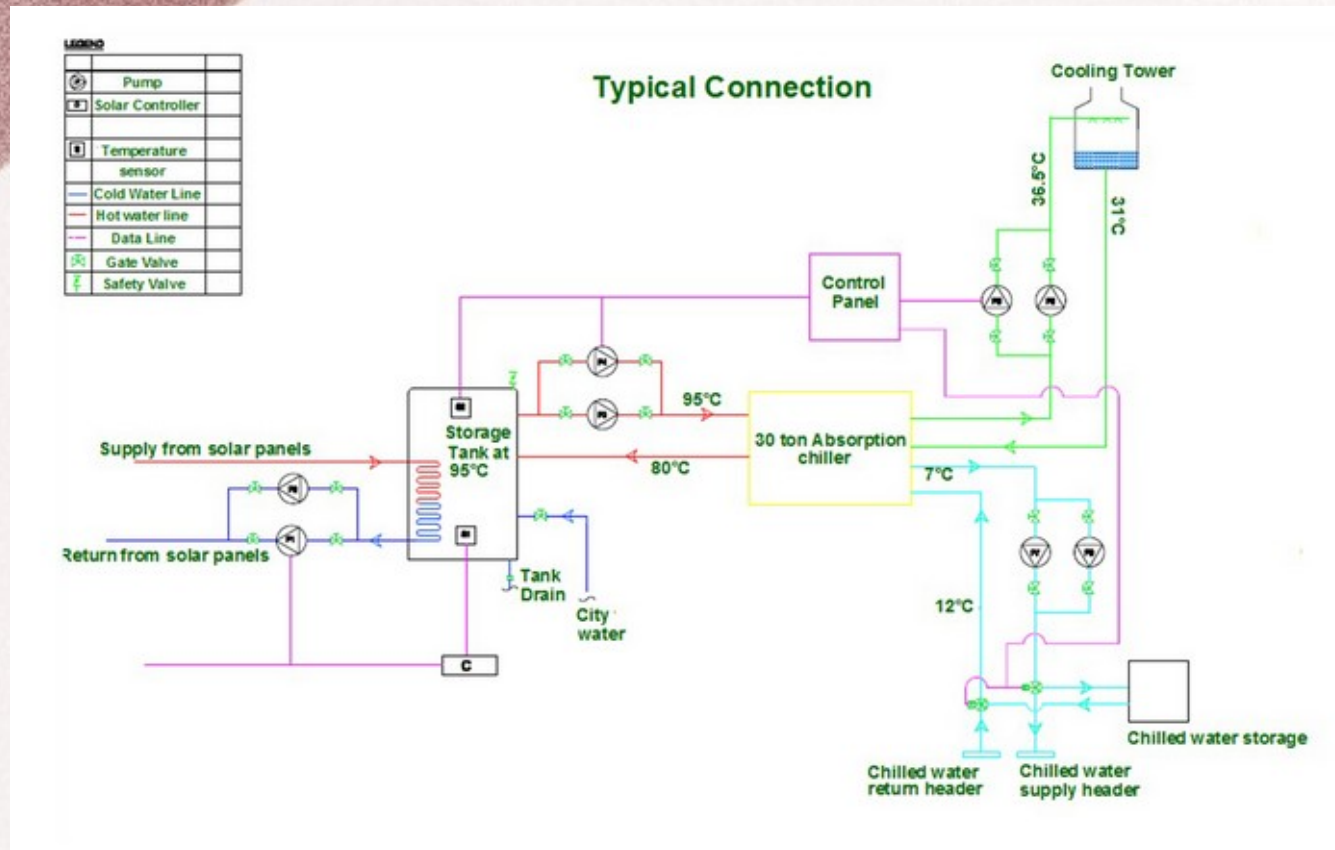 LEGEND
Pump
Solar Controller
Temperature
sensor
Cold Water Line
Hot water line
Data Line
Gate Valve
Safety Valve
Typical Connection
Cooling Tower
36.5°C
31°C
Control
Panel
95°C
Storage
Tank at
95°C
30 ton Absorption
chiller
Supply from solar panels
80°C
7°C
Return from solar panels
Tank
Drain
City
water
12°C
C
Chilled water storage
Chilled water
return header
Chilled water
supply header